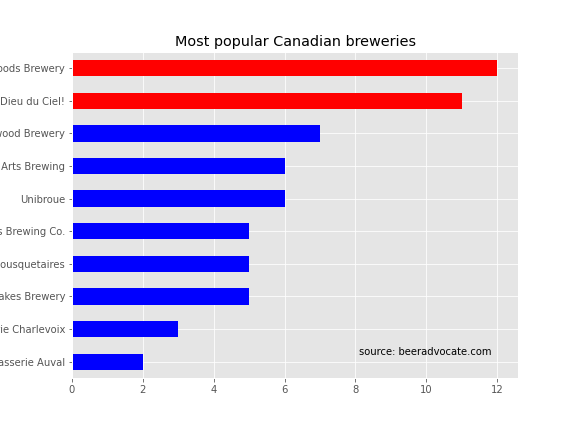 Most popular Canadian breweries
oods Brewery
Dieu du Ciel!
wood Brewery
Arts Brewing
Unibroue
s Brewing Co.
ousquetaires
akes Brewery
ie Charlevoix
asserie Auval
source: beeradvocate.com
0 2 4 6 8 10 12